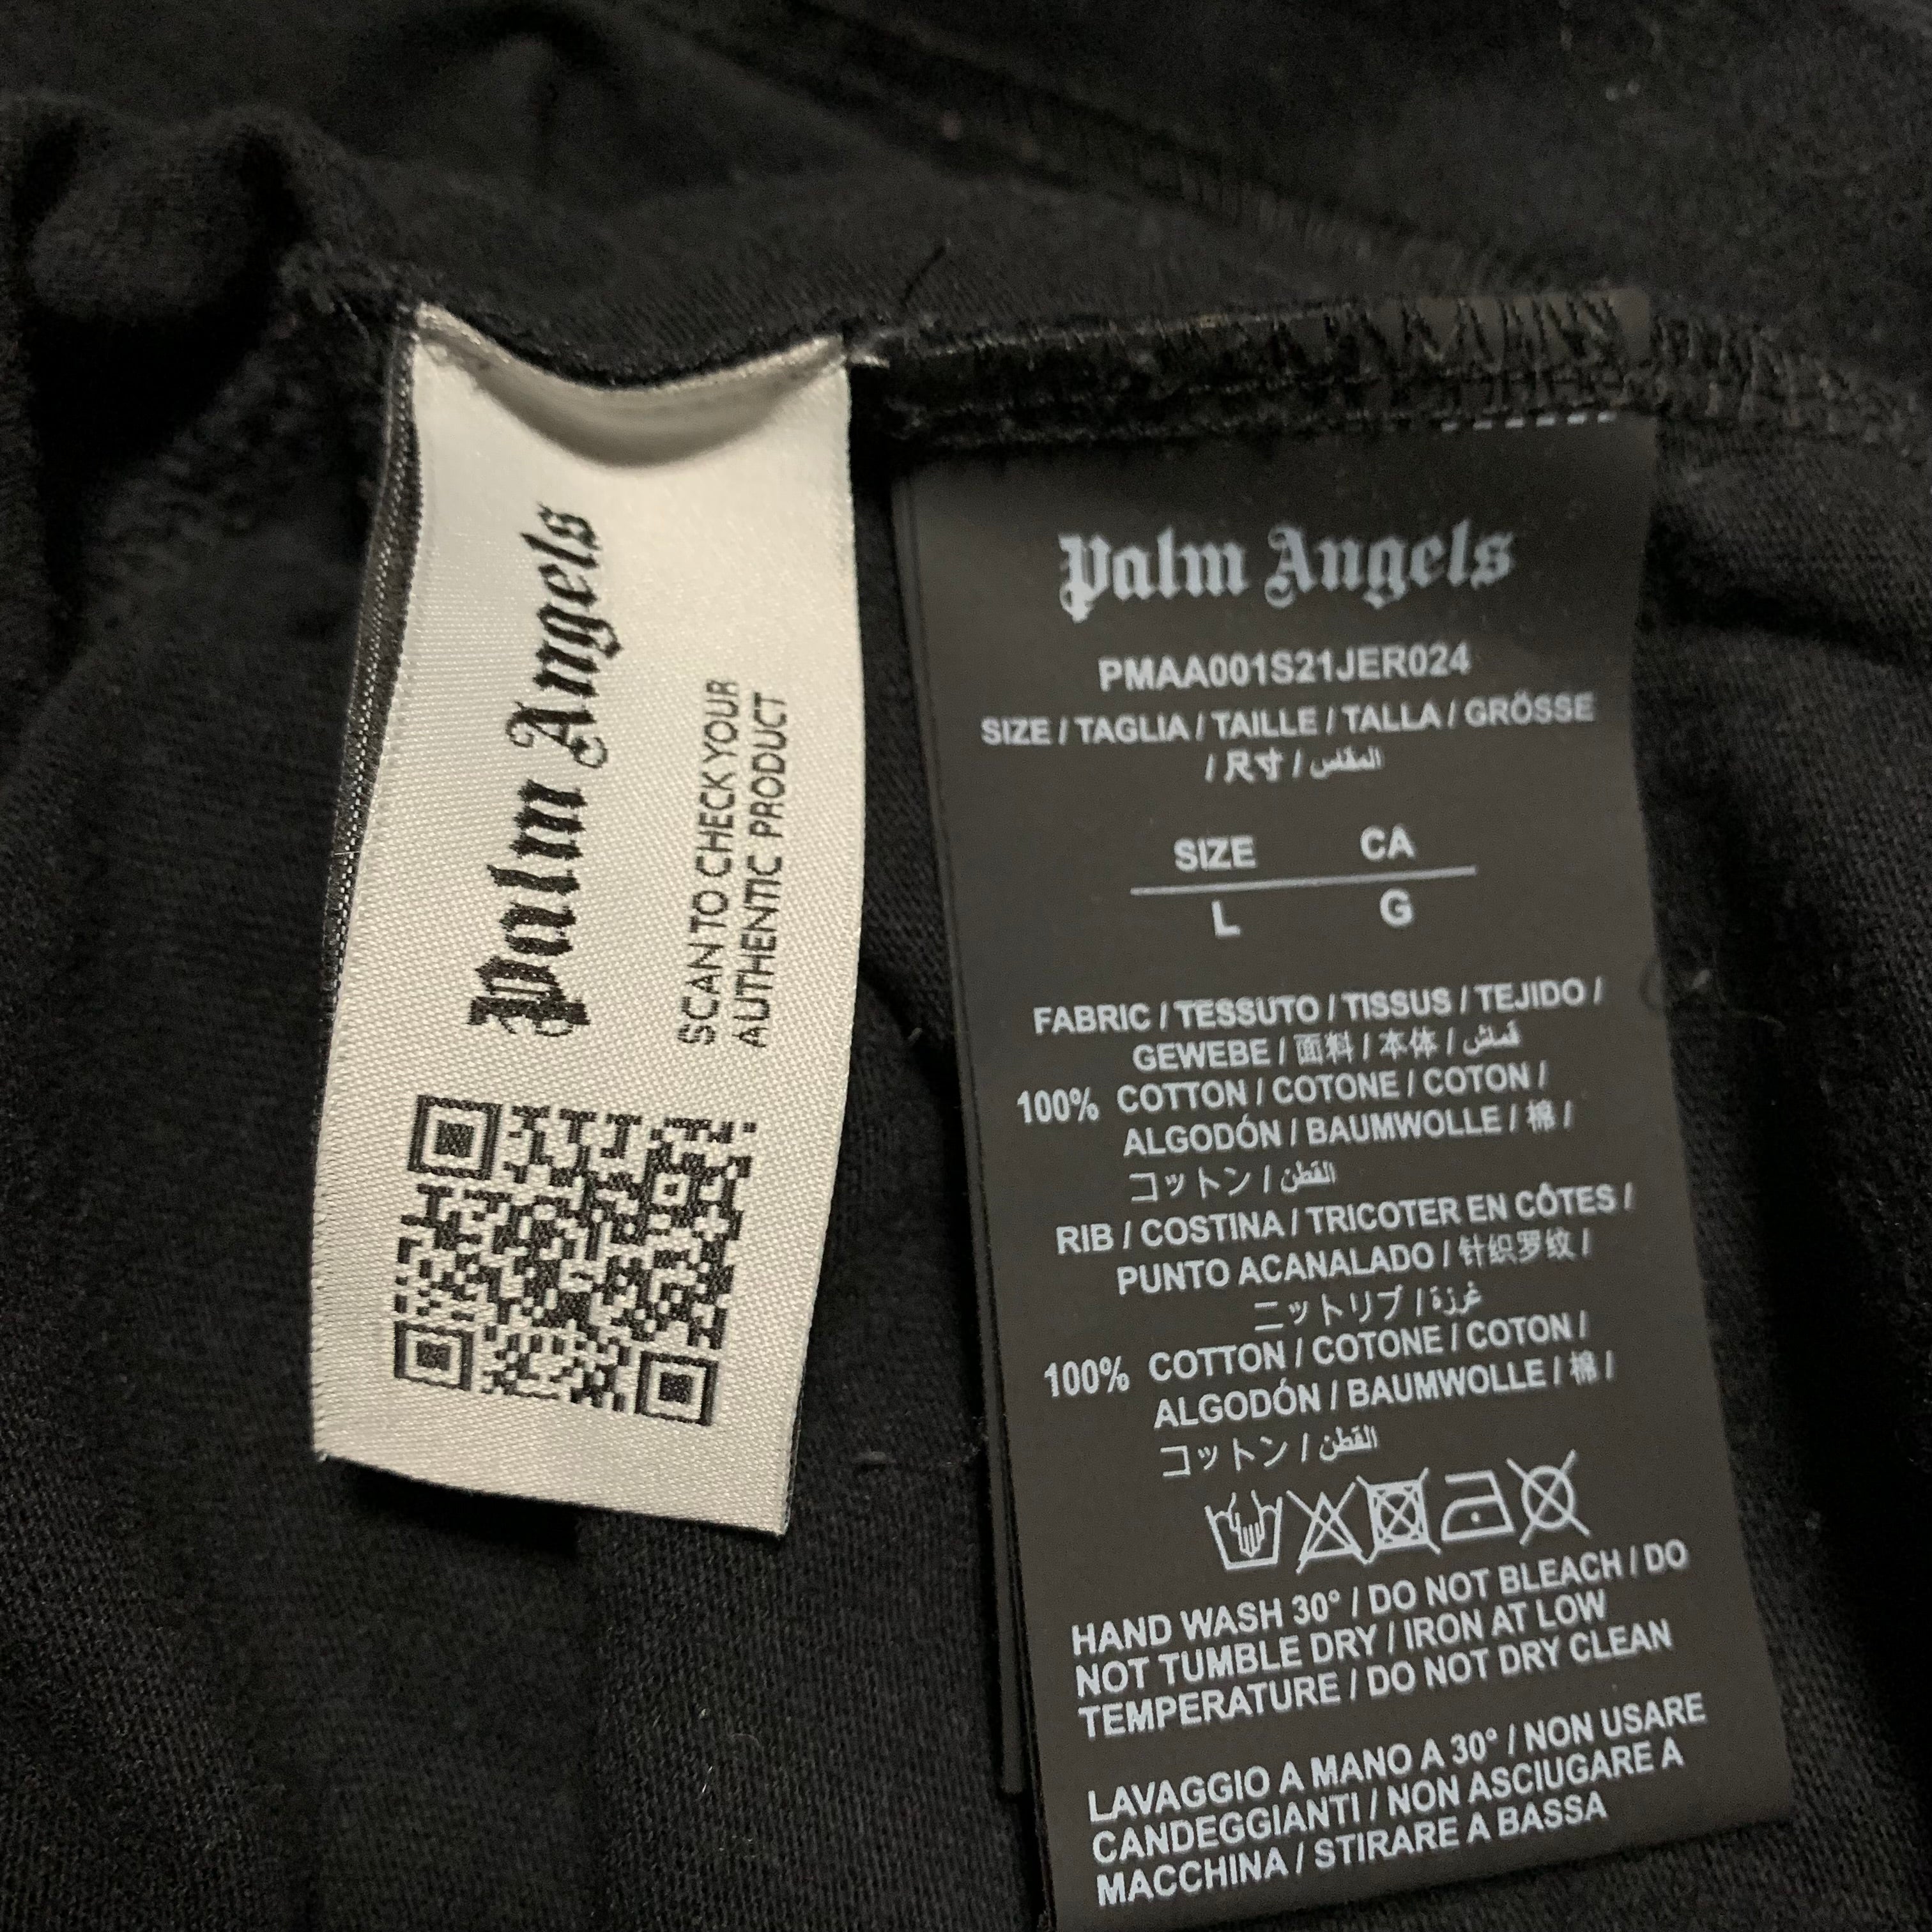 Palm Angels
SCAN TO CHECK YOUR
AUTHENTIC PRODUCT
Palm Angels
PMAA001S21JER024
SIZE / TAGLIA / TAILLE / TALLA / GRÖSSE
/ 尺寸 / المقاس
SIZE CA
L G
FABRIC / TESSUTO / TISSUS / TEJIDO /
GEWEBE / 面料 / 本体 / قماش
100% COTTON / COTONE / COTON /
ALGODÓN / BAUMWOLLE / 棉 /
コットン / القطن
RIB / COSTINA / TRICOTER EN CÔTES /
PUNTO ACANALADO / 针织罗纹 /
ニットリブ / غرزة
100% COTTON / COTONE / COTON /
ALGODÓN / BAUMWOLLE / 棉 /
コットン / القطن
HAND WASH 30° / DO NOT BLEACH / DO
NOT TUMBLE DRY / IRON AT LOW
TEMPERATURE / DO NOT DRY CLEAN
LAVAGGIO A MANO A 30° / NON USARE
CANDEGGIANTI / NON ASCIUGARE A
MACCHINA / STIRARE A BASSA